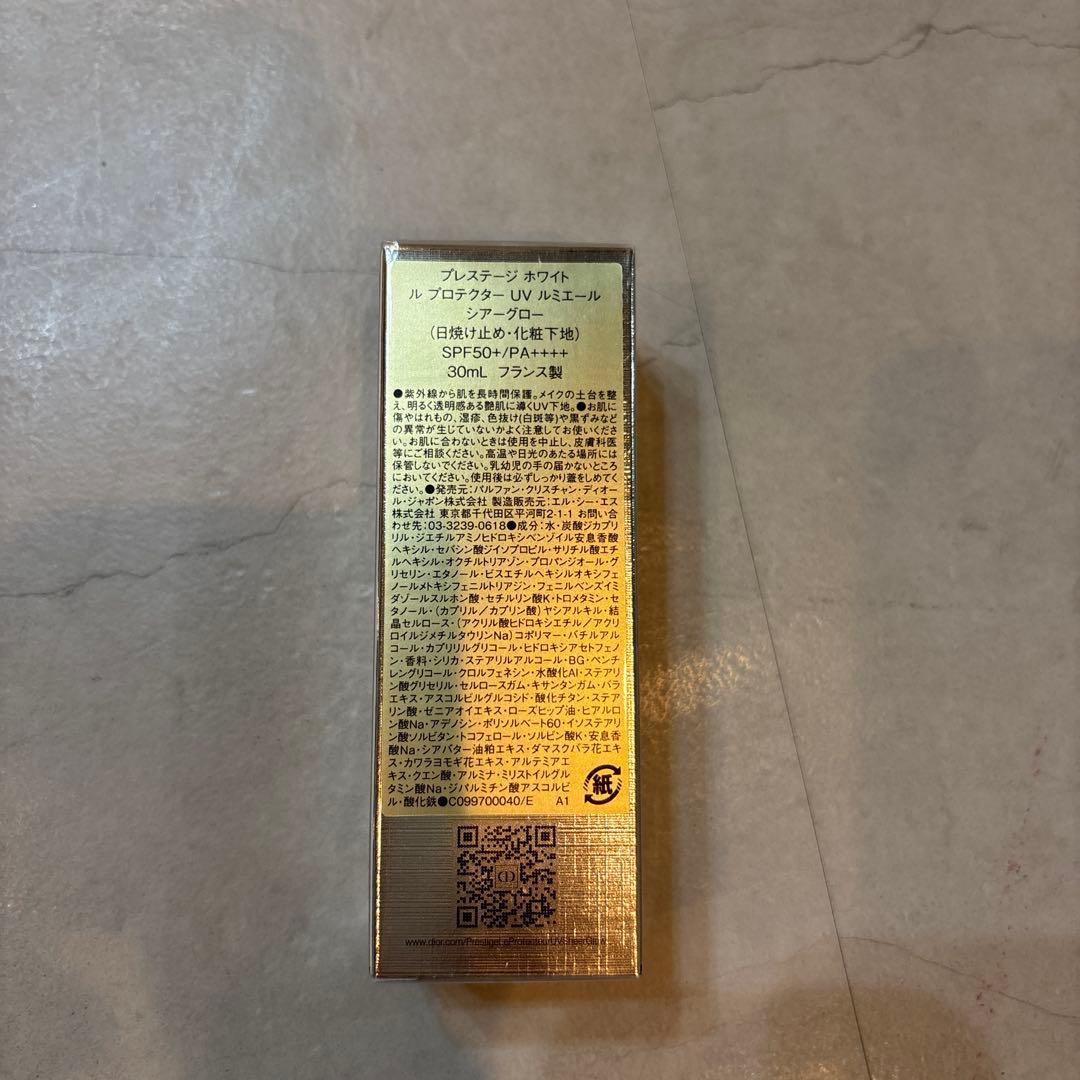 プレステージ ホワイト
ル プロテクター UV ルミエール
シアーグロー
(日焼け止め・化粧下地)
SPF50+/PA++++
30mL フランス製
●紫外線から肌を長時間保護。メイクの土台を整
え、明るく透明感ある艶肌に導くUV下地。●お肌に
傷やはれもの、湿疹、色抜け(白斑等)や黒ずみなど
の異常が生じていないかよく注意してお使いくださ
い。お肌に合わないときは使用を中止し、皮膚科医
等にご相談ください。高温や日光のあたる場所には
保管しないでください。乳幼児の手の届かないところ
においてください。使用後は必ずしっかり蓋をしめてく
ださい。●発売元:パルファン・クリスチャン・ディオー
ル・ジャポン株式会社 製造販売元:エル・シー・エス
株式会社 東京都千代田区平河町2-1-1 お問い合
わせ先:03-3239-0618●成分:水・炭酸ジカプリ
リル・ジエチルアミノヒドロキシベンゾイル安息香酸
ヘキシル・セバシン酸ジイソプロピル・サリチル酸エチ
ルヘキシル・オクチルトリアゾン・プロパンジオール・グ
リセリン・エタノール・ビスエチルヘキシルオキシフェ
ノールメトキシフェニルトリアジン・フェニルベンズイミ
ダゾールスルホン酸・セチルリン酸K・トロメタミン・セ
タノール・(カプリル/カプリン酸)ヤシアルキル・結
晶セルロース・(アクリル酸ヒドロキシエチル/アクリ
ロイルジメチルタウリンNa)コポリマー・バチルアル
コール・カプリリルグリコール・ヒドロキシアセトフェノ
ン・香料・シリカ・ステアリルアルコール・BG・ペンチ
レングリコール・クロルフェネシン・水酸化Al・ステアリ
ン酸グリセリル・セルロースガム・キサンタンガム・バラ
エキス・アスコルビルグルコシド・酸化チタン・ステア
リン酸・ゼニアオイエキス・ローズヒップ油・ヒアルロ
ン酸Na・アデノシン・ポリソルベート60・イソステアリ
ン酸ソルビタン・トコフェロール・ソルビン酸K・安息香
酸Na・シアバター油粕エキス・ダマスクバラ花エキ
ス・カワラヨモギ花エキス・アルテミアエ
キス・クエン酸・アルミナ・ミリストイルグル
タミン酸Na・ジパルミチン酸アスコルビ
ル・酸化鉄●C099700040/E A1
紙
CD
www.dior.com/PrestigeLeProtecteurUVSheerGlow